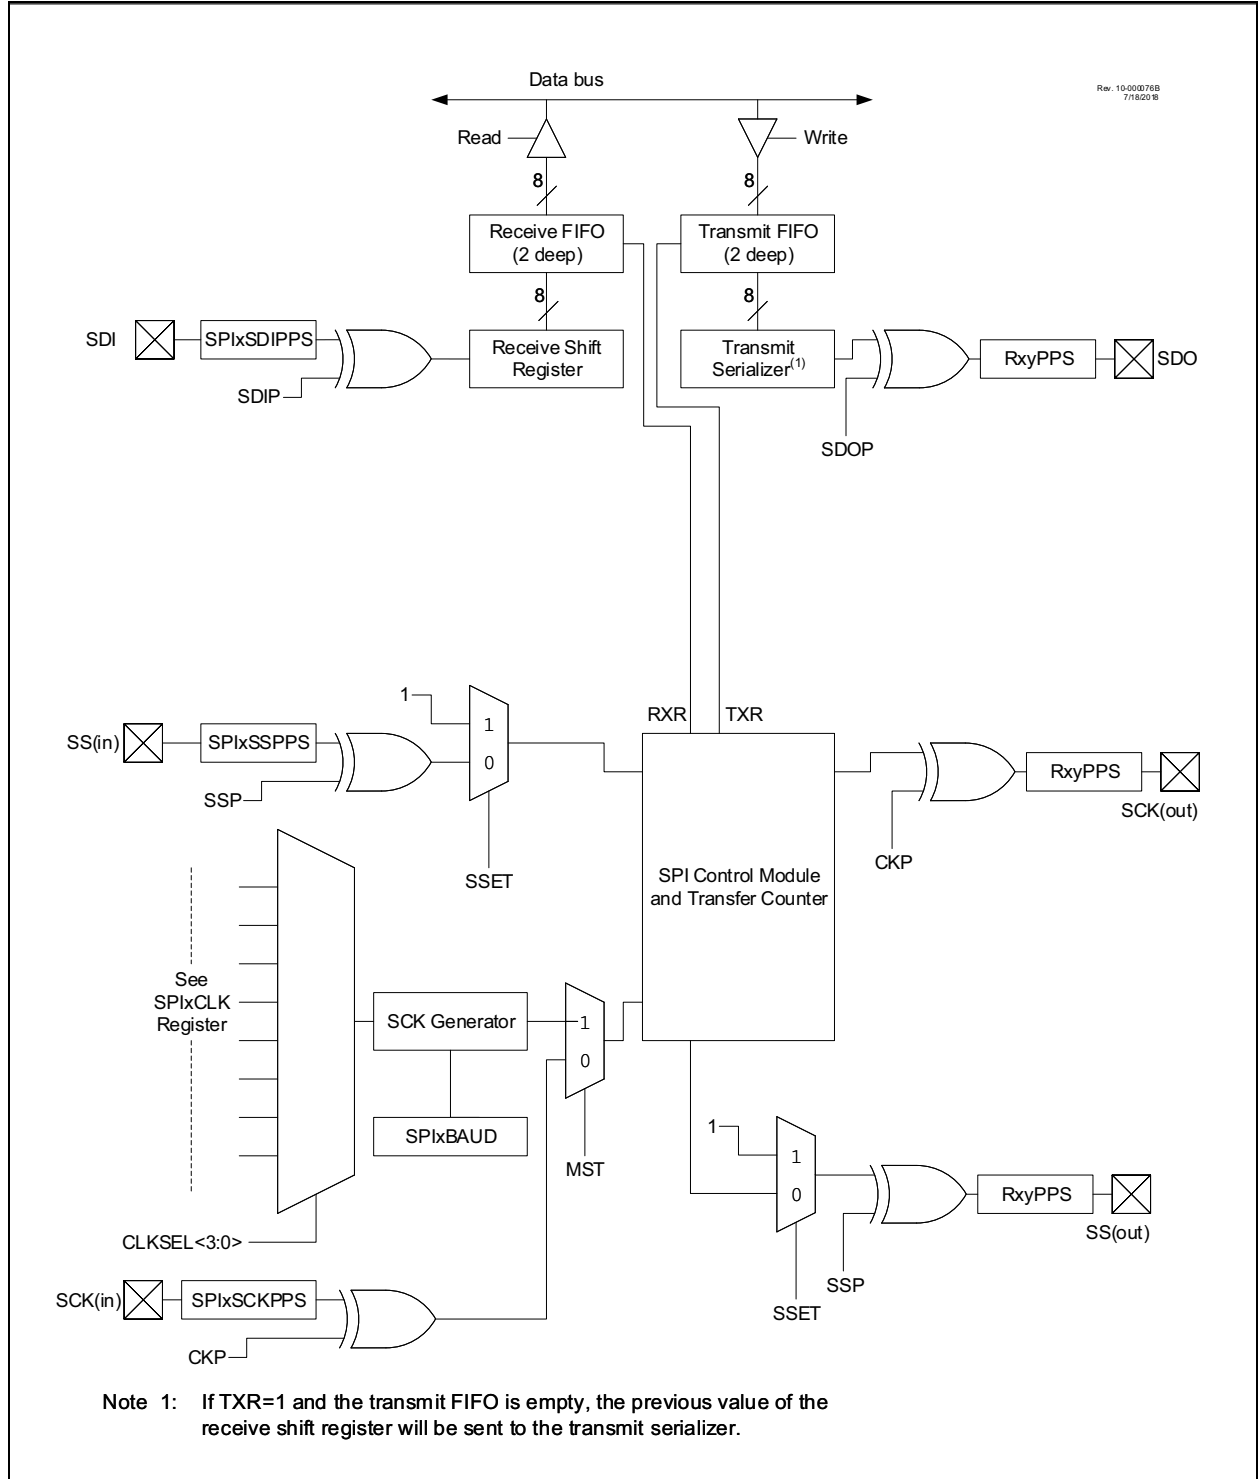 Data bus
Rev. 10-000076B
7/18/2018
Read
Write
8
8
Receive FIFO
(2 deep)
Transmit FIFO
(2 deep)
8
8
SDI
SPIxSDIPPS
SDIP
Receive Shift
Register
Transmit
Serializer(1)
SDOP
RxyPPS
SDO
RXR
TXR
1
SS(in)
SPIxSSPPS
SSP
1
0
SSET
SPI Control Module
and Transfer Counter
CKP
RxyPPS
SCK(out)
See
SPIxCLK
Register
SCK Generator
1
0
SPIxBAUD
MST
CLKSEL<3:0>
1
1
0
SSET
SSP
RxyPPS
SS(out)
SCK(in)
SPIxSCKPPS
CKP
Note 1: If TXR=1 and the transmit FIFO is empty, the previous value of the
receive shift register will be sent to the transmit serializer.